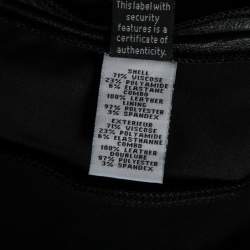 This label with
security
features is a
certificate of
authenticity.
SHELL
71% VISCOSE
23% POLYAMIDE
6% ELASTANE
COMBO
100% LEATHER
LINING
97% POLYESTER
3% SPANDEX
EXTERIEUR
71% VISCOSE
23% POLYAMIDE
6% ELASTHANNE
COMBO
100% LEATHER
DOUBLURE
97% POLYESTER
3% SPANDEX